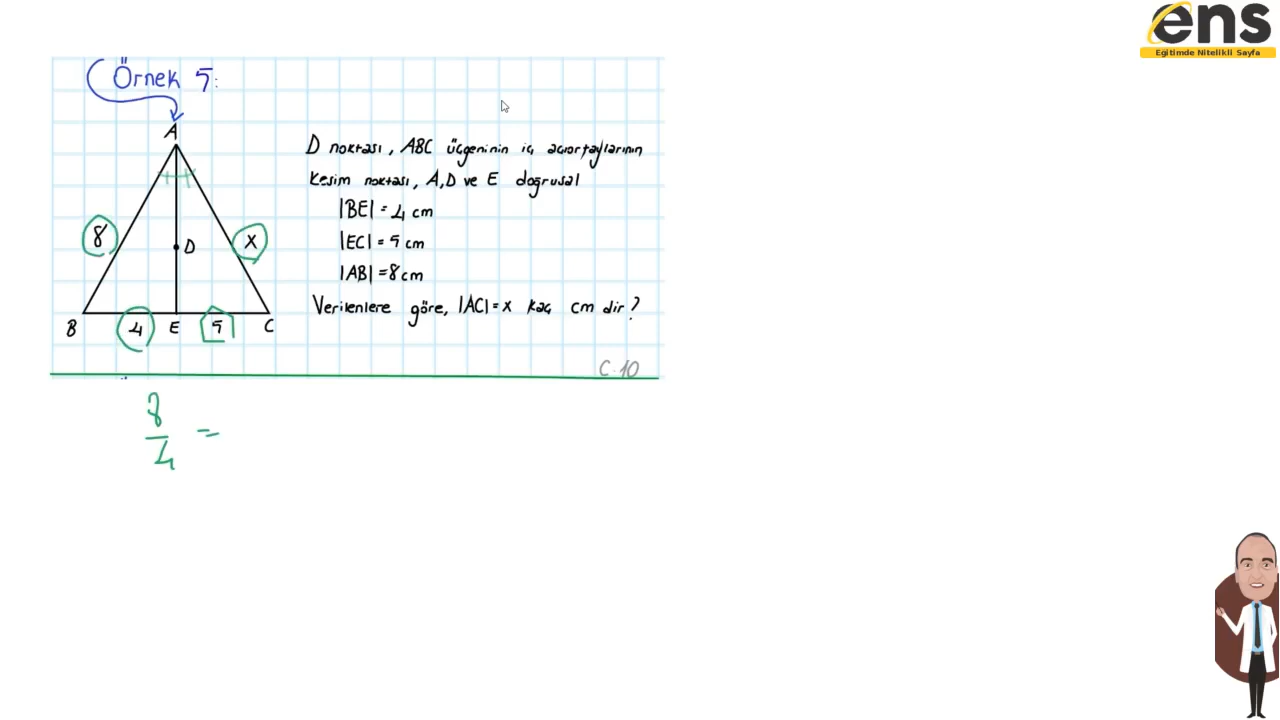 ens
Eğitimde Nitelikli Sayfa
Örnek 5:
A
D noktası, ABC üçgeninin iç açıortaylarının
kesim noktası, A,D ve E doğrusal
|BE|=4 cm
|EC|=5 cm
|AB|=8 cm
Verilenlere göre, |AC|=x kaç cm dir?
8
x
D
B
4
E
5
C
C.10
8
4
=